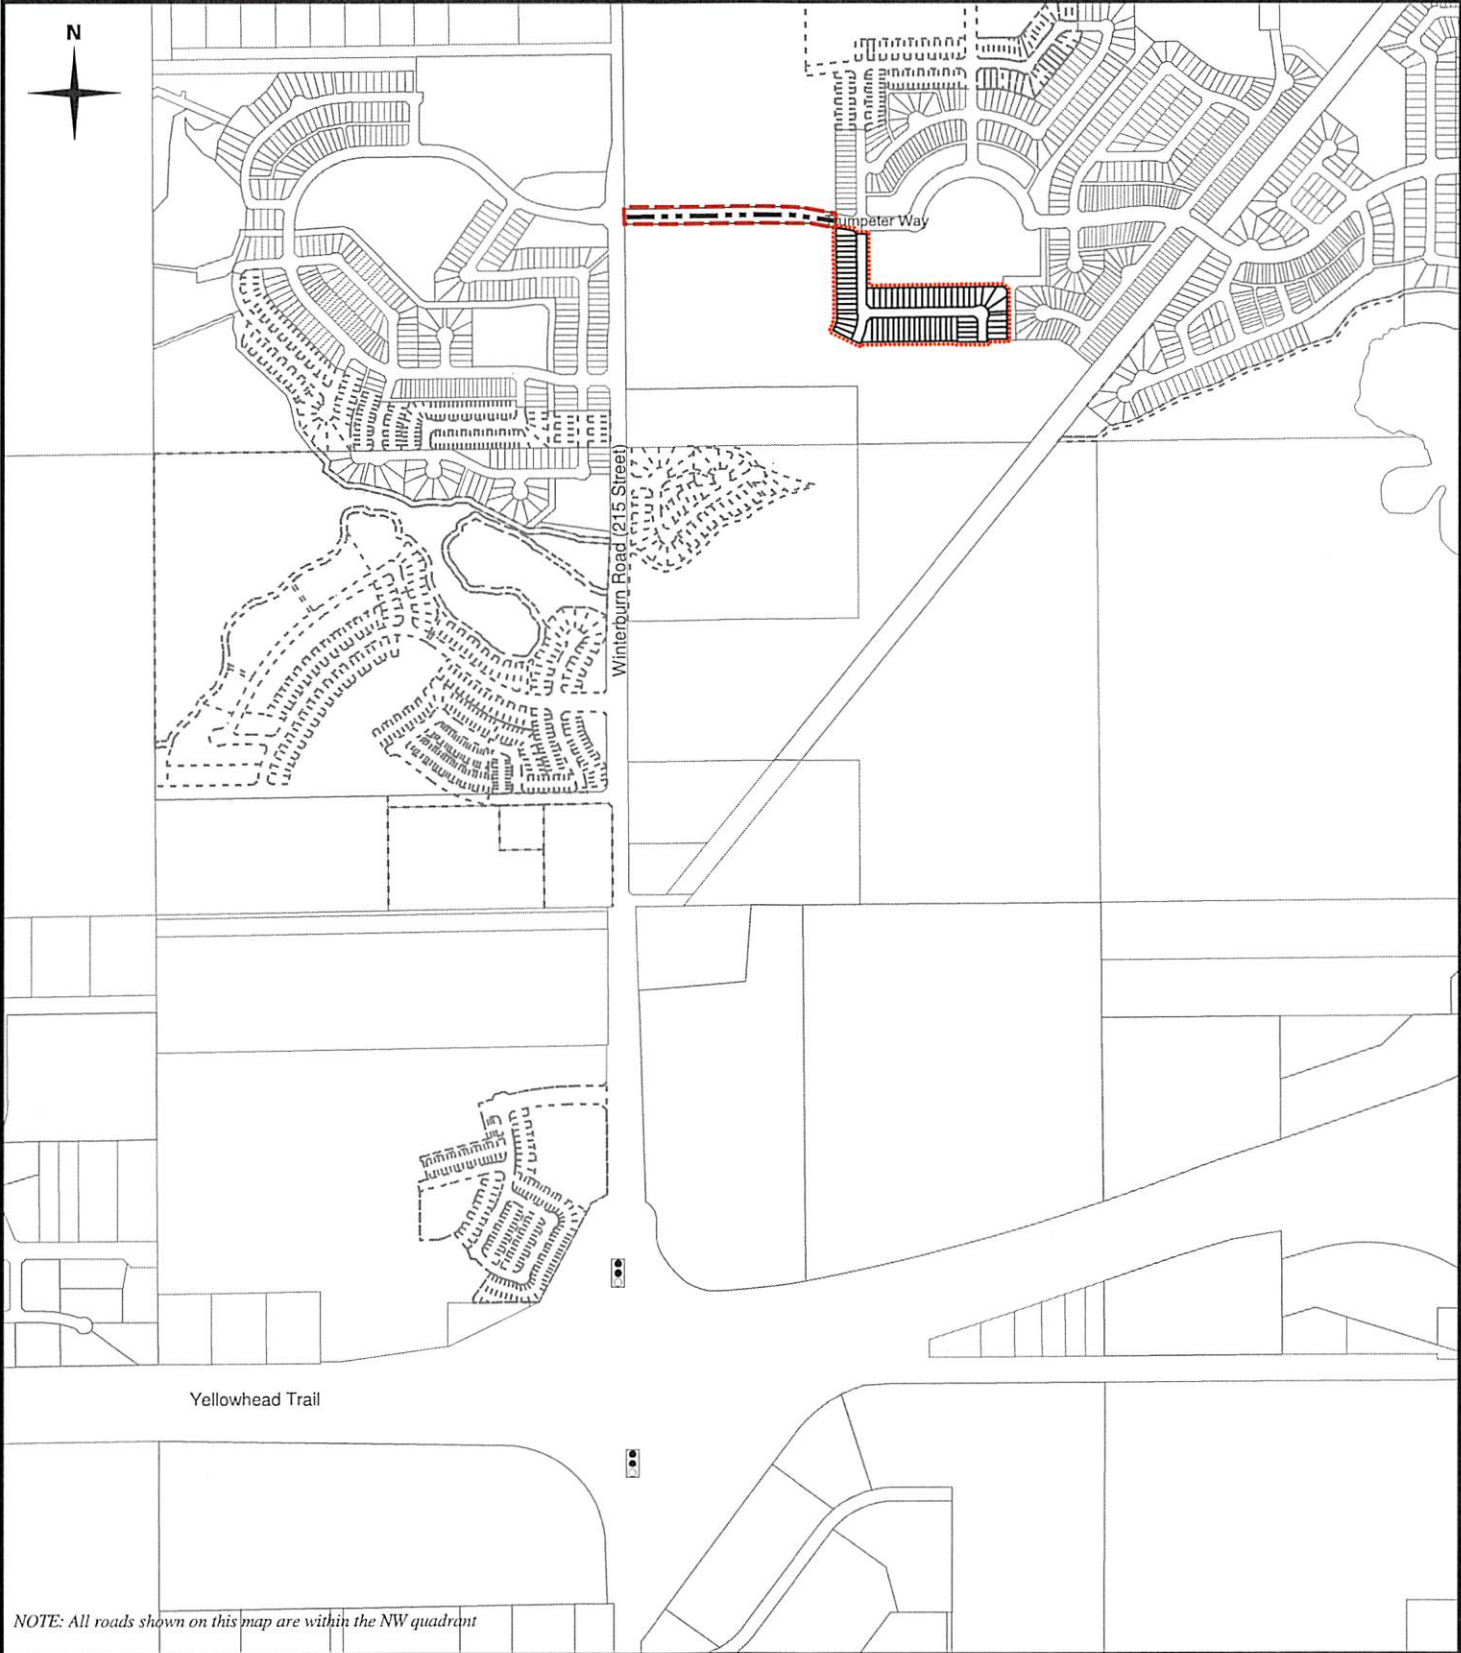 N
Trumpeter Way
Winterburn Road (215 Street)
Yellowhead Trail
NOTE: All roads shown on this map are within the NW quadrant